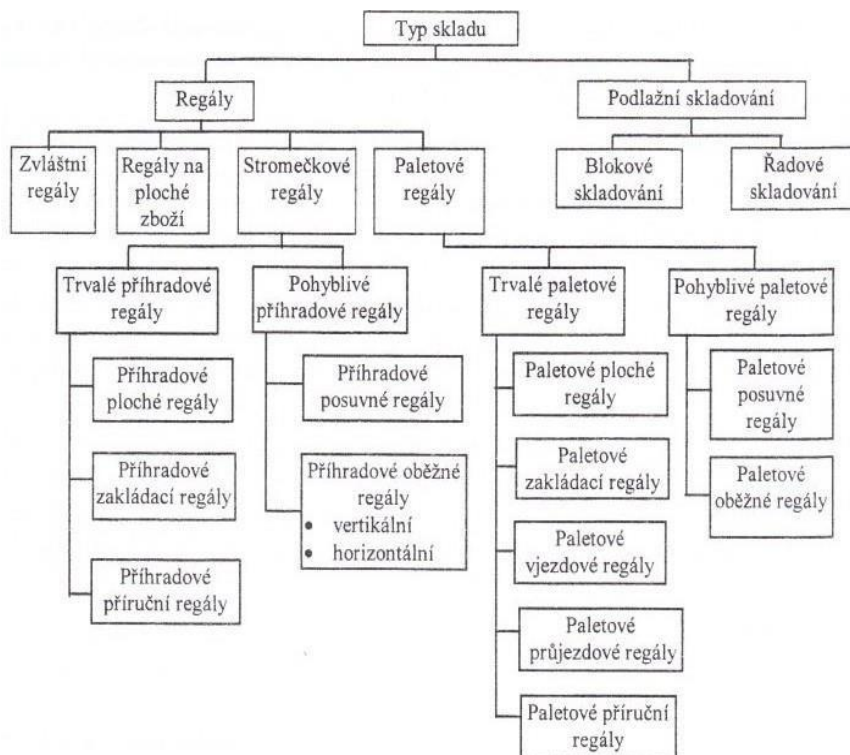 Typ skladu
Regály
Podlažní skladování
Zvláštní
regály
Regály na
ploché
zboží
Stromečkové
regály
Paletové
regály
Blokové
skladování
Řadové
skladování
Trvalé příhradové
regály
Pohyblivé
příhradové regály
Trvalé paletové
regály
Pohyblivé paletové
regály
Příhradové
ploché regály
Příhradové
zakládací regály
Příhradové
příruční regály
Příhradové
posuvné regály
Příhradové oběžné
regály
• vertikální
• horizontální
Paletové ploché
regály
Paletové
zakládací regály
Paletové
vjezdové regály
Paletové
průjezdové regály
Paletové příruční
regály
Paletové
posuvné
regály
Paletové
oběžné regály